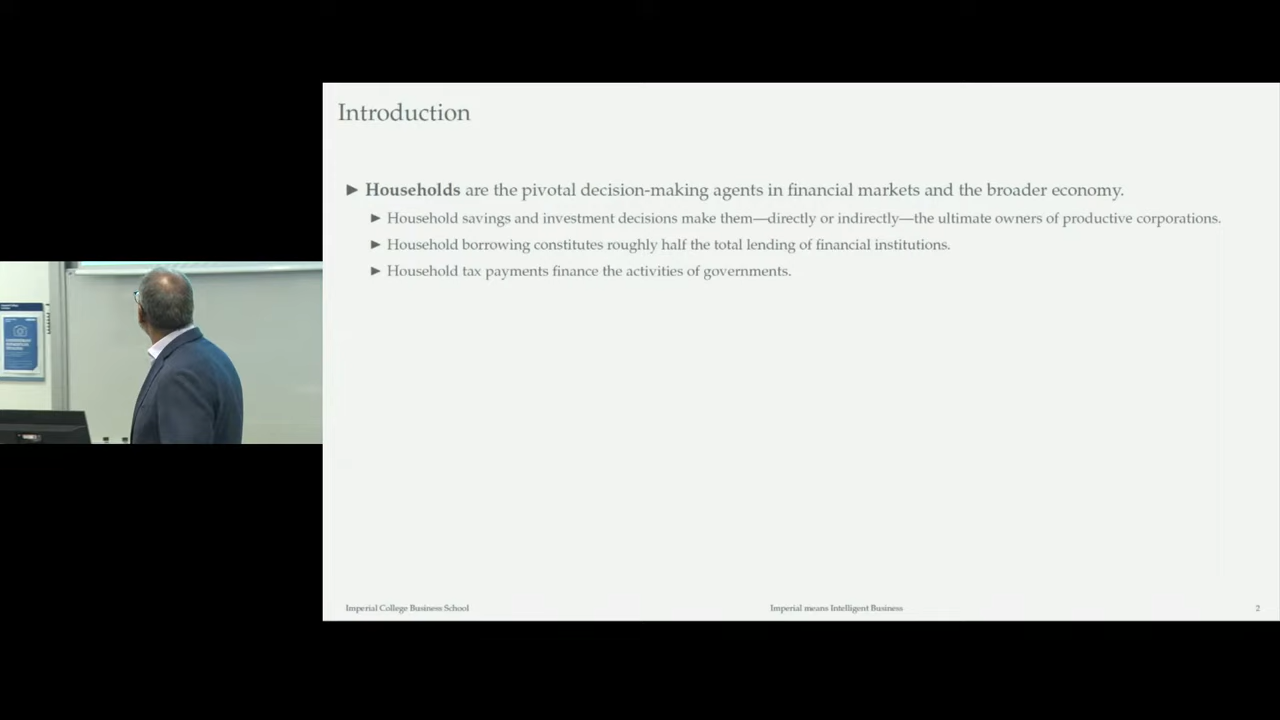 Introduction
► Households are the pivotal decision-making agents in financial markets and the broader economy.
► Household savings and investment decisions make them—directly or indirectly—the ultimate owners of productive corporations.
► Household borrowing constitutes roughly half the total lending of financial institutions.
► Household tax payments finance the activities of governments.
Imperial College Business School
Imperial means Intelligent Business
2